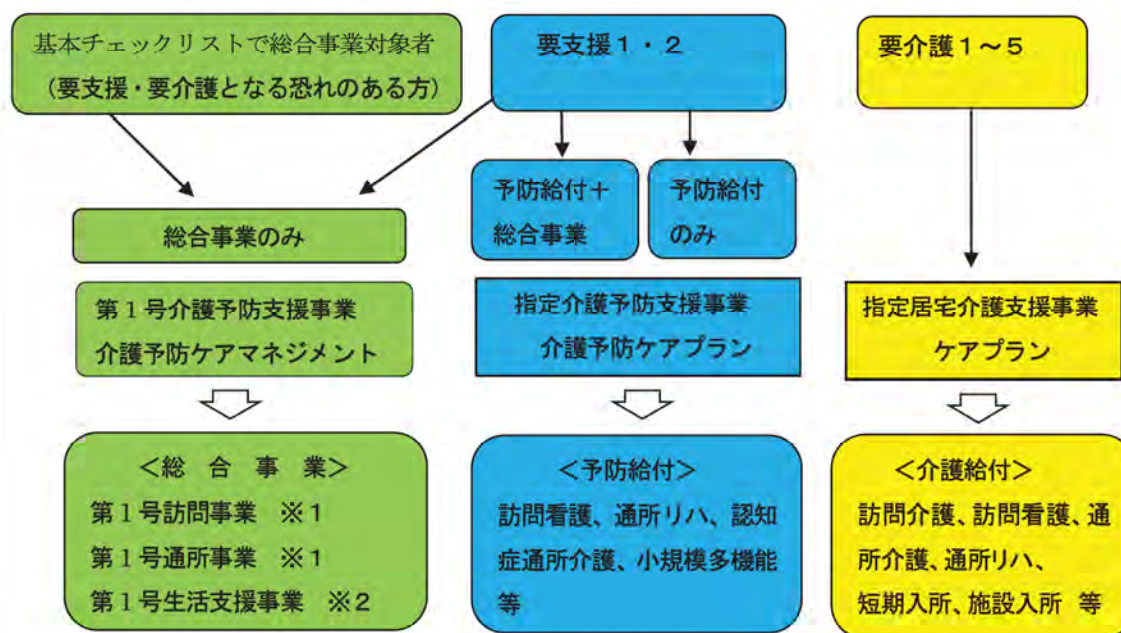 基本チェックリストで総合事業対象者
（要支援・要介護となる恐れのある方）
要支援１・２
要介護１～５
予防給付＋
総合事業
予防給付
のみ
総合事業のみ
第１号介護予防支援事業
介護予防ケアマネジメント
指定介護予防支援事業
介護予防ケアプラン
指定居宅介護支援事業
ケアプラン
＜総　合　事　業＞
第１号訪問事業　※１
第１号通所事業　※１
第１号生活支援事業　※２
＜予防給付＞
訪問看護、通所リハ、認知
症通所介護、小規模多機能
等
＜介護給付＞
訪問介護、訪問看護、通
所介護、通所リハ、
短期入所、施設入所　等